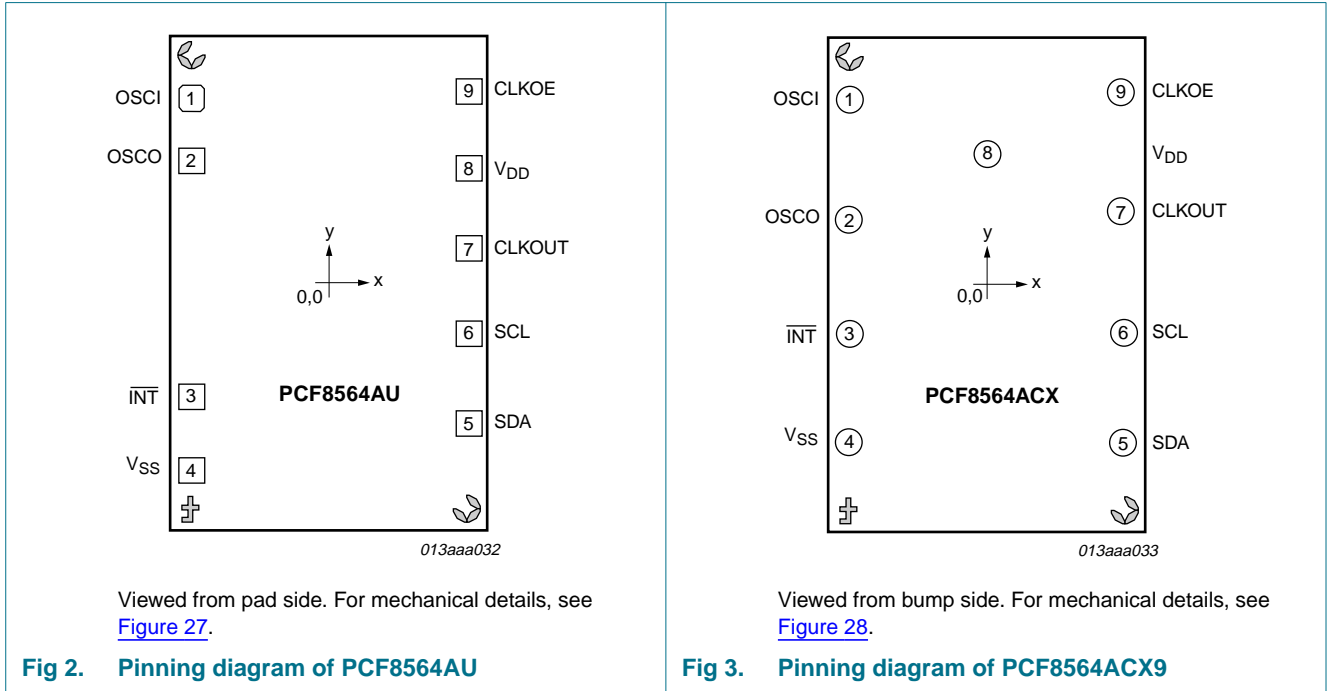 OSCI 1
OSCO 2
INT 3
VSS 4
9 CLKOE
8 VDD
7 CLKOUT
6 SCL
5 SDA
y
x
0,0
PCF8564AU
013aaa032
Viewed from pad side. For mechanical details, see
Figure 27.
Fig 2. Pinning diagram of PCF8564AU
OSCI 1
OSCO 2
INT 3
VSS 4
9 CLKOE
8 VDD
7 CLKOUT
6 SCL
5 SDA
y
x
0,0
PCF8564ACX
013aaa033
Viewed from bump side. For mechanical details, see
Figure 28.
Fig 3. Pinning diagram of PCF8564ACX9